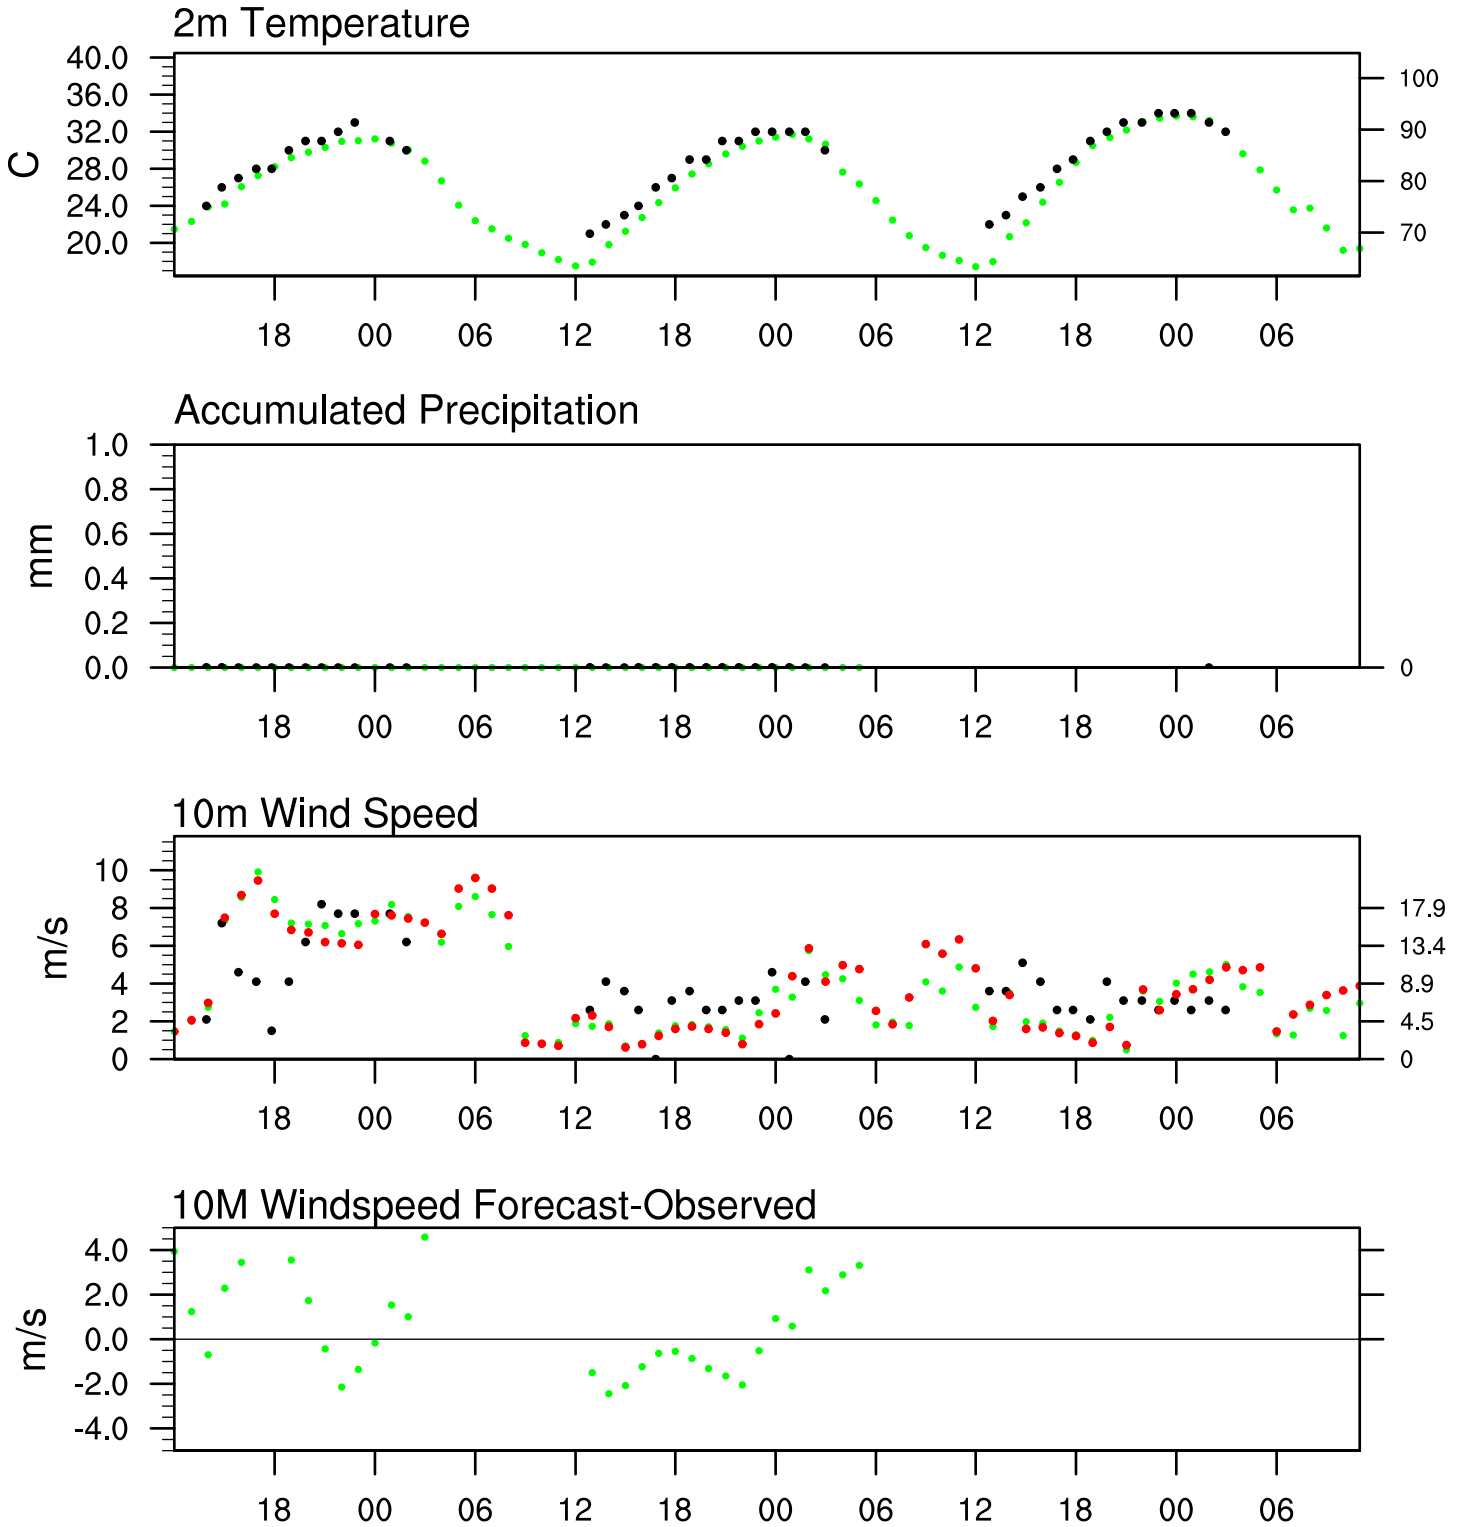 2m Temperature
40.0
36.0
32.0
28.0
24.0
20.0
C
100
90
80
70
18 00 06 12 18 00 06 12 18 00 06
Accumulated Precipitation
1.0
0.8
0.6
0.4
0.2
0.0
mm
0
18 00 06 12 18 00 06 12 18 00 06
10m Wind Speed
10
8
6
4
2
0
m/s
17.9
13.4
8.9
4.5
0
18 00 06 12 18 00 06 12 18 00 06
10M Windspeed Forecast-Observed
4.0
2.0
0.0
-2.0
-4.0
m/s
18 00 06 12 18 00 06 12 18 00 06